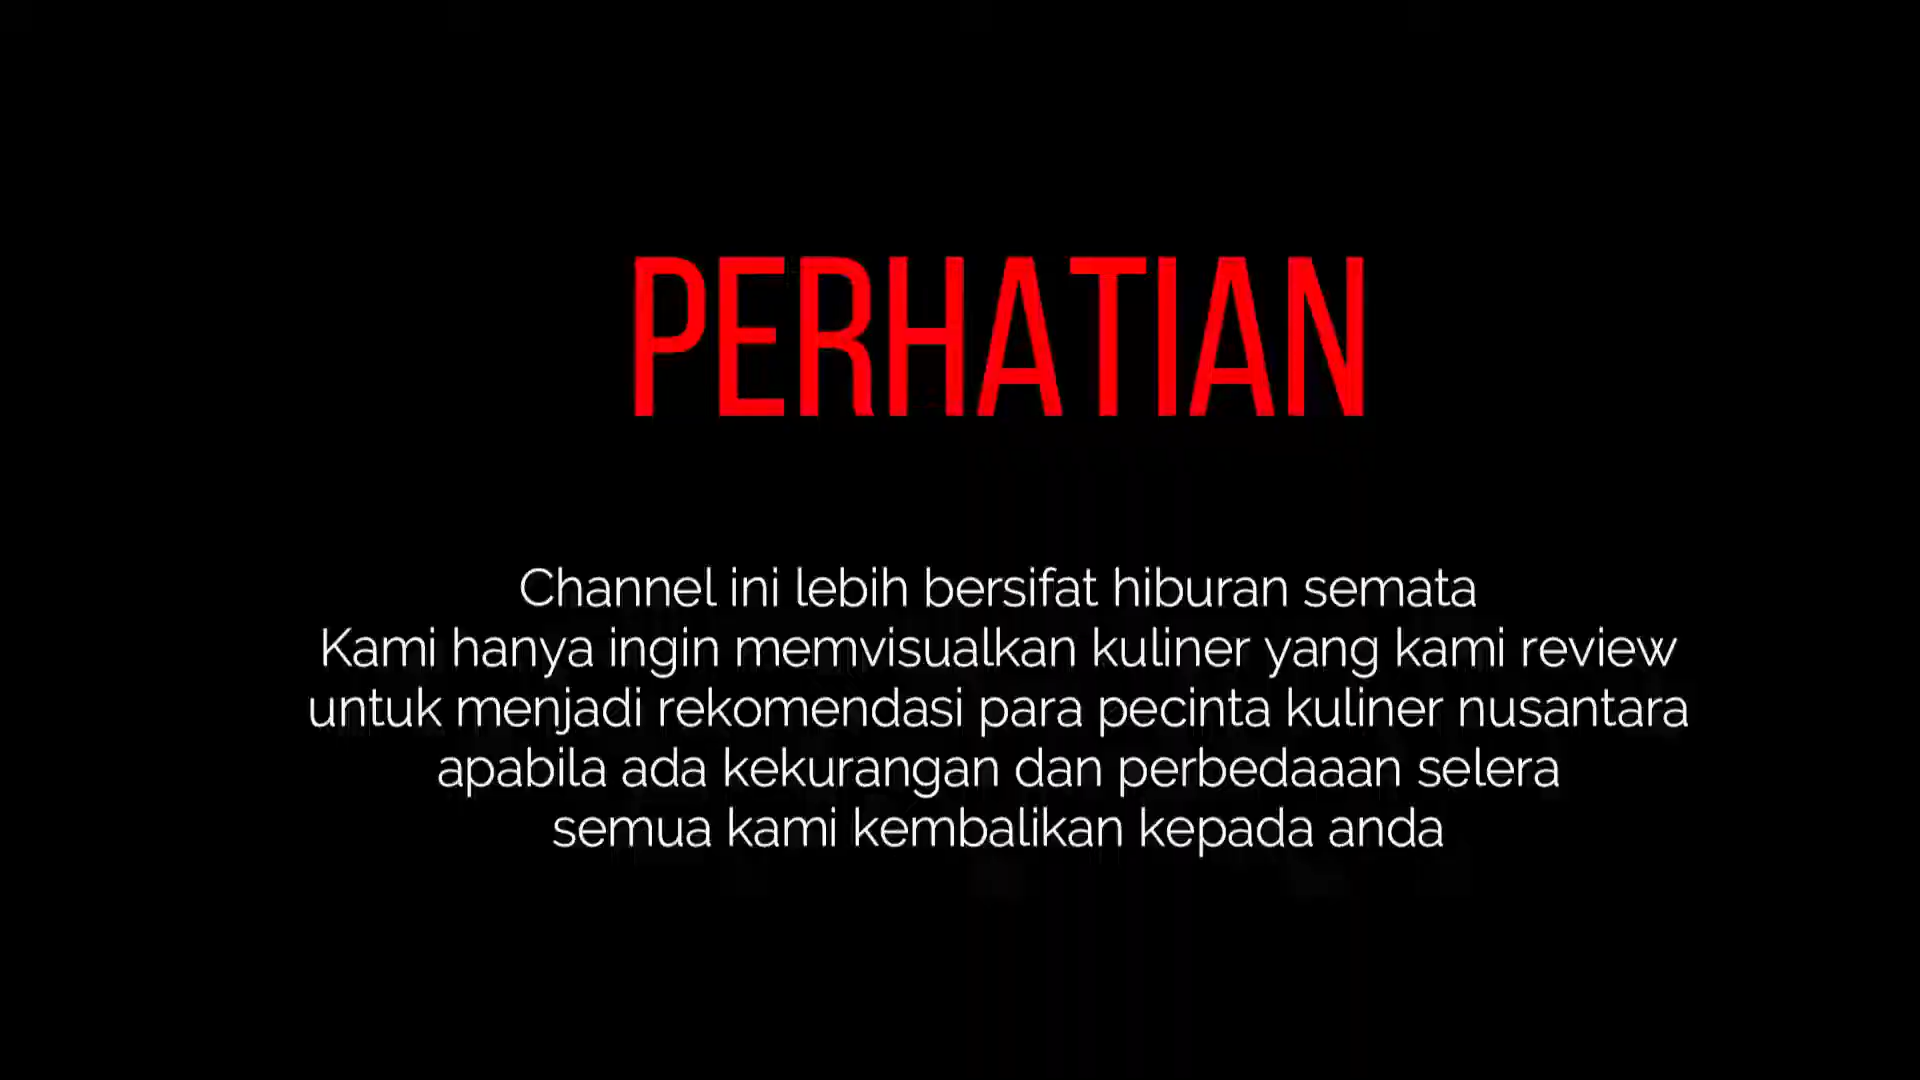 PERHATIAN
Channel ini lebih bersifat hiburan semata
Kami hanya ingin memvisualkan kuliner yang kami review
untuk menjadi rekomendasi para pecinta kuliner nusantara
apabila ada kekurangan dan perbedaaan selera
semua kami kembalikan kepada anda